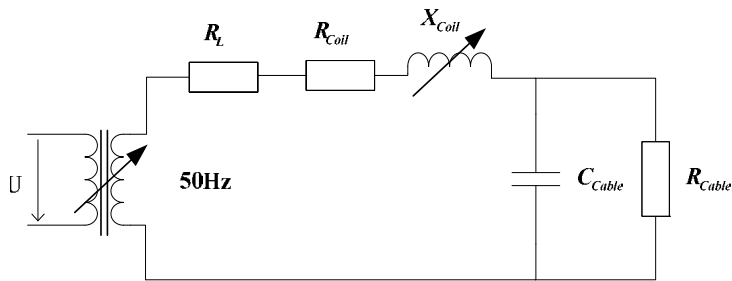 X_Coil
R_L
R_Coil
U
50Hz
C_Cable
R_Cable